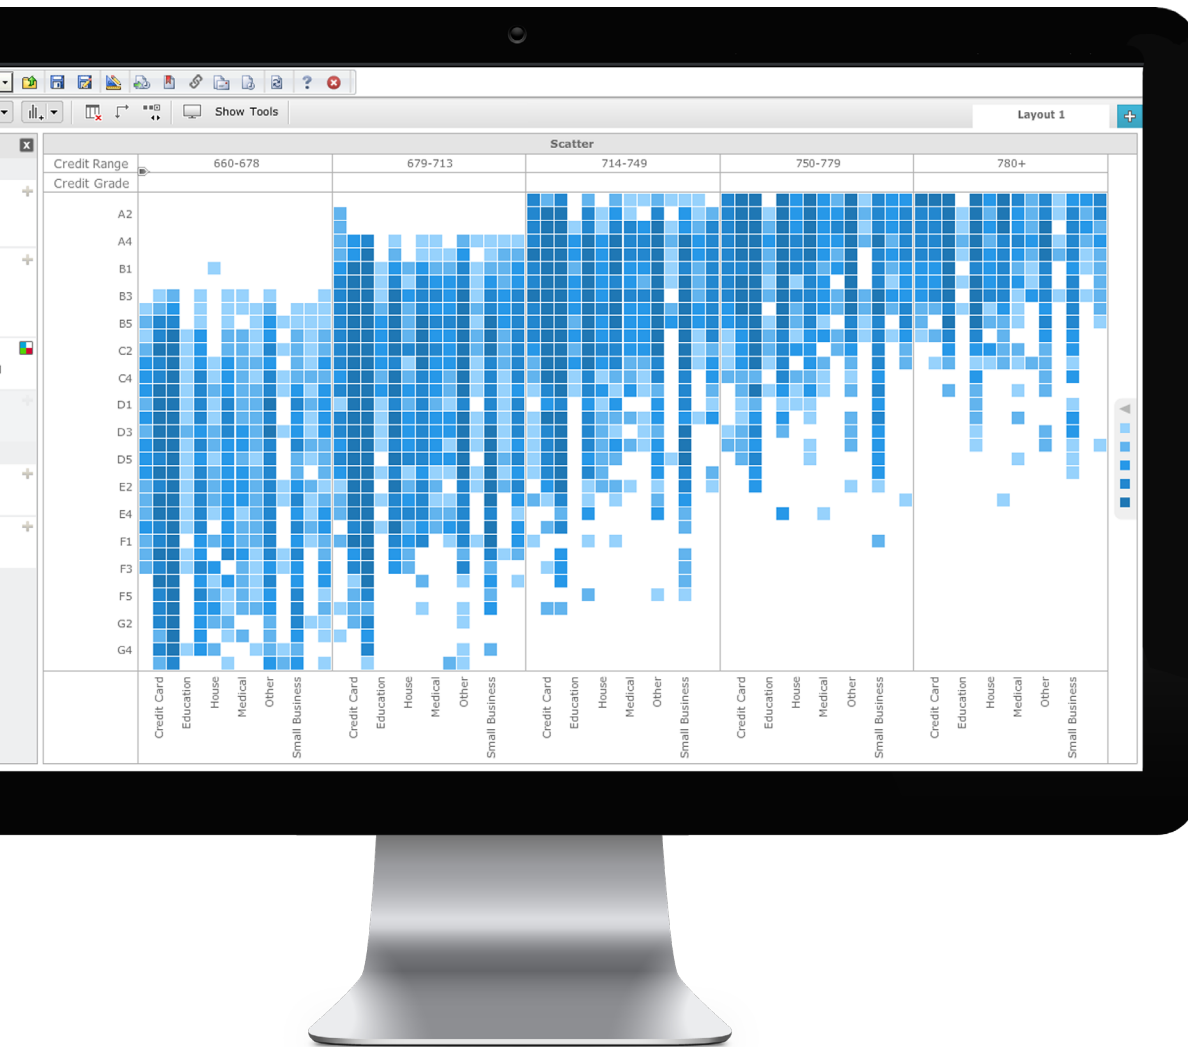 Show Tools
Layout 1
Scatter
Credit Range 660-678 679-713 714-749 750-779 780+
Credit Grade
A2
A4
B1
B3
B5
C2
C4
D1
D3
D5
E2
E4
F1
F3
F5
G2
G4
Credit Card Education House Medical Other Small Business Credit Card Education House Medical Other Small Business Credit Card Education House Medical Other Small Business Credit Card Education House Medical Other Small Business Credit Card Education House Medical Other Small Business